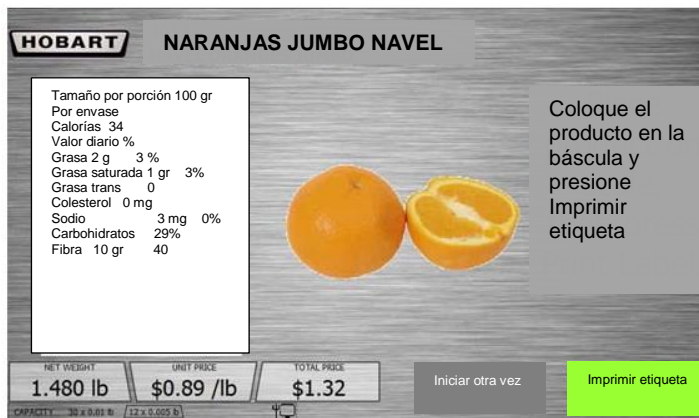 HOBART
NARANJAS JUMBO NAVEL
Tamaño por porción 100 gr
Por envase
Calorías 34
Valor diario %
Grasa 2 g 3 %
Grasa saturada 1 gr 3%
Grasa trans 0
Colesterol 0 mg
Sodio 3 mg 0%
Carbohidratos 29%
Fibra 10 gr 40
Coloque el
producto en la
báscula y
presione
Imprimir
etiqueta
NET WEIGHT
1.480 lb
UNIT PRICE
$0.89 /lb
TOTAL PRICE
$1.32
Iniciar otra vez
Imprimir etiqueta
CAPACITY 30 x 0.01 lb 12 x 0.005 lb